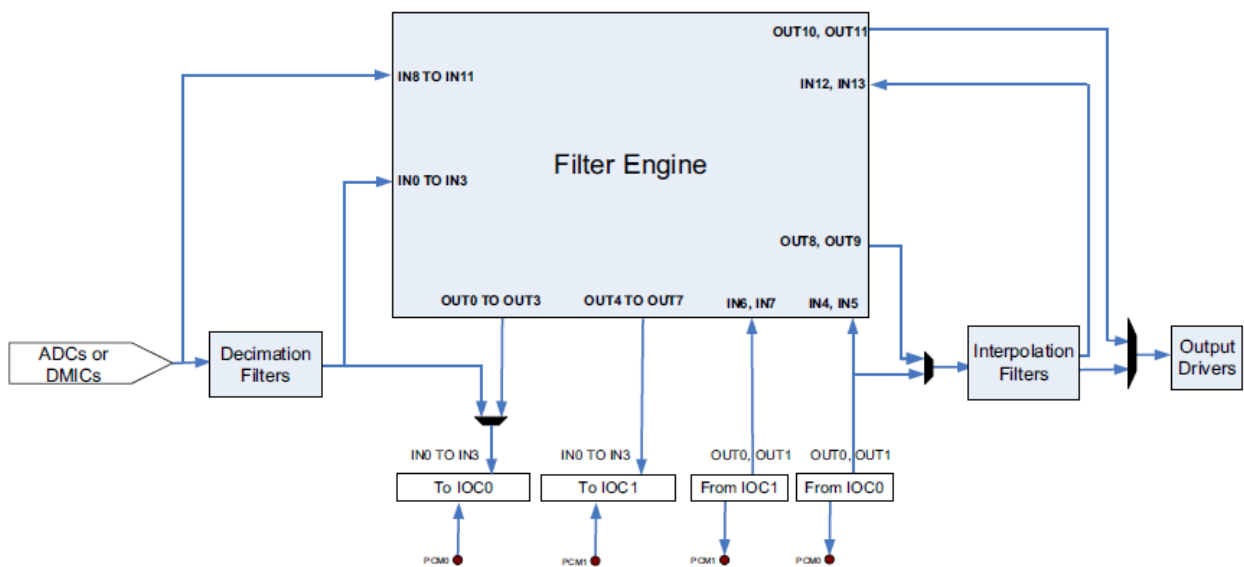 OUT10, OUT11
IN8 TO IN11
IN12, IN13
Filter Engine
IN0 TO IN3
OUT8, OUT9
OUT0 TO OUT3
OUT4 TO OUT7
IN6, IN7
IN4, IN5
ADCs or
DMICs
Decimation
Filters
Interpolation
Filters
Output
Drivers
IN0 TO IN3
IN0 TO IN3
OUT0, OUT1
OUT0, OUT1
To IOC0
To IOC1
From IOC1
From IOC0
PCM0
PCM1
PCM1
PCM0